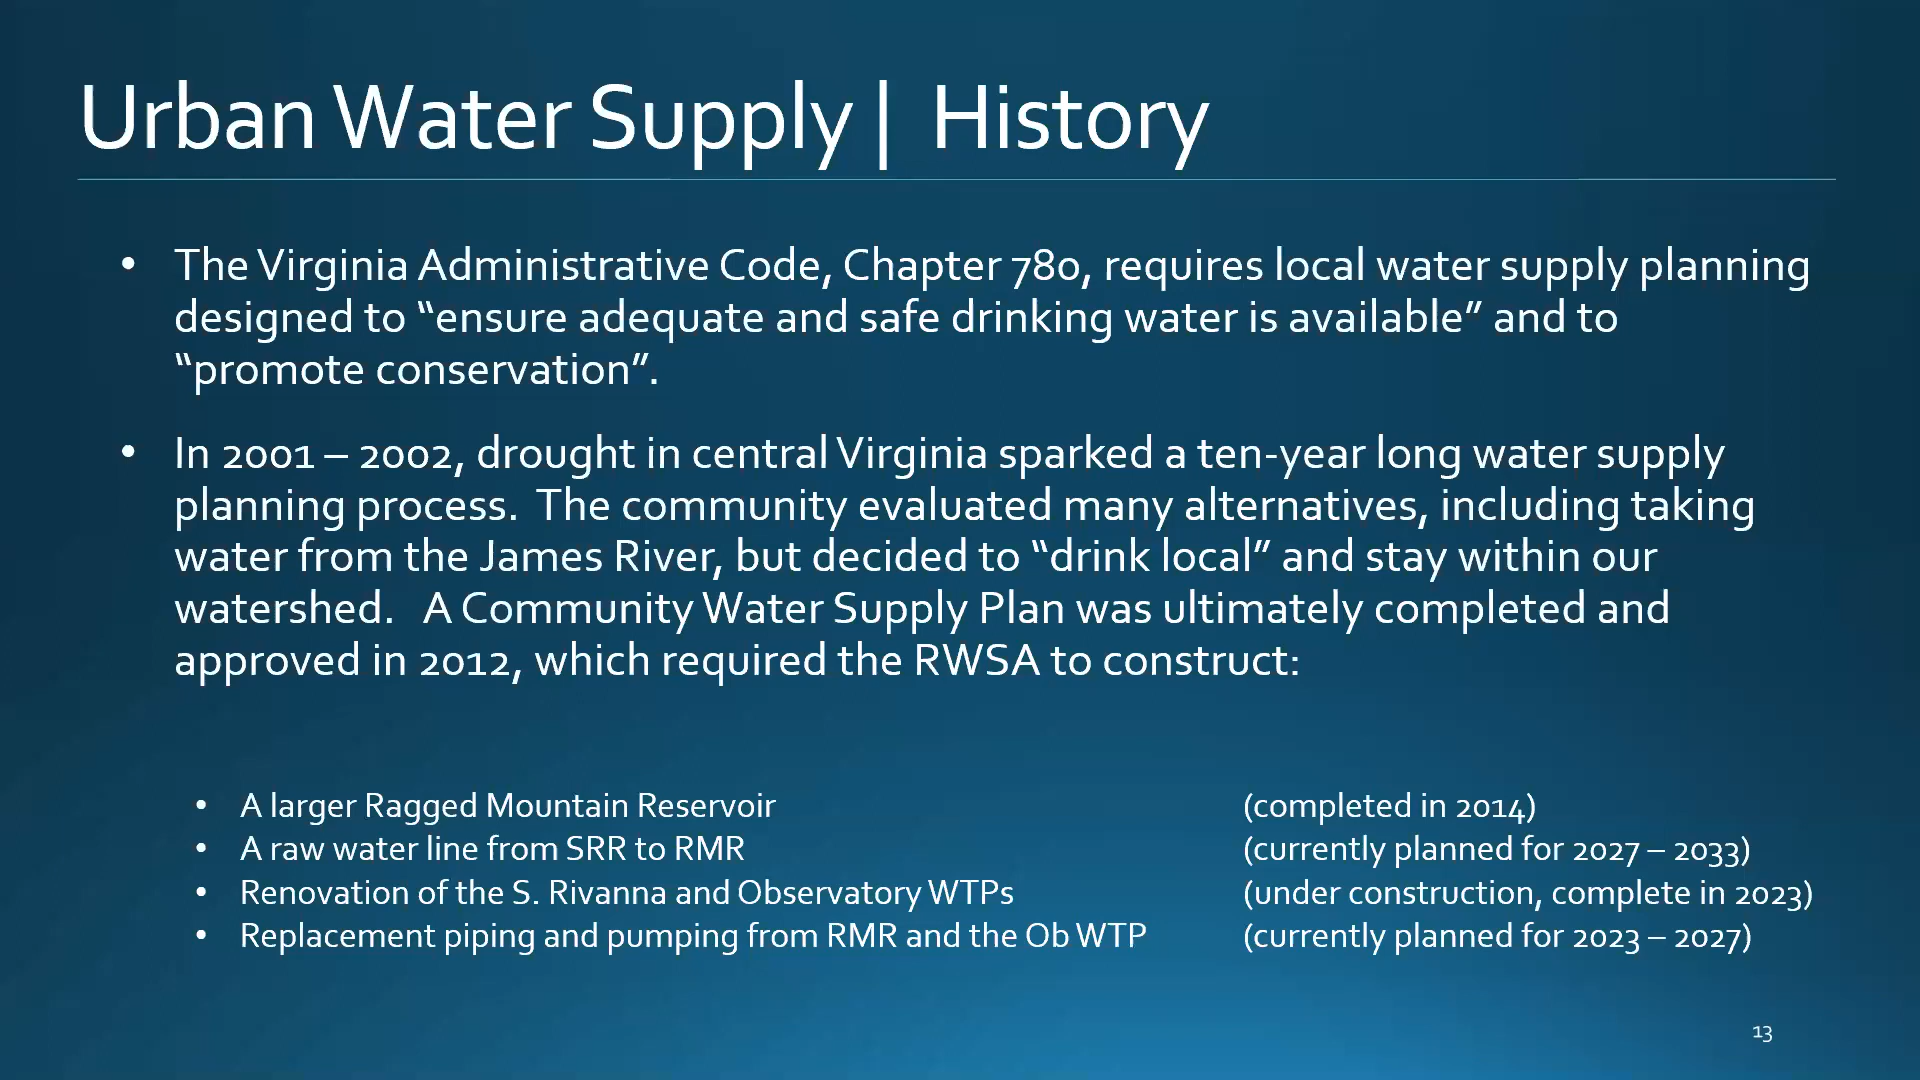 Urban Water Supply | History
• The Virginia Administrative Code, Chapter 780, requires local water supply planning
designed to “ensure adequate and safe drinking water is available” and to
“promote conservation”.
• In 2001 – 2002, drought in central Virginia sparked a ten-year long water supply
planning process. The community evaluated many alternatives, including taking
water from the James River, but decided to “drink local” and stay within our
watershed. A Community Water Supply Plan was ultimately completed and
approved in 2012, which required the RWSA to construct:
• A larger Ragged Mountain Reservoir (completed in 2014)
• A raw water line from SRR to RMR (currently planned for 2027 – 2033)
• Renovation of the S. Rivanna and Observatory WTPs (under construction, complete in 2023)
• Replacement piping and pumping from RMR and the Ob WTP (currently planned for 2023 – 2027)
13